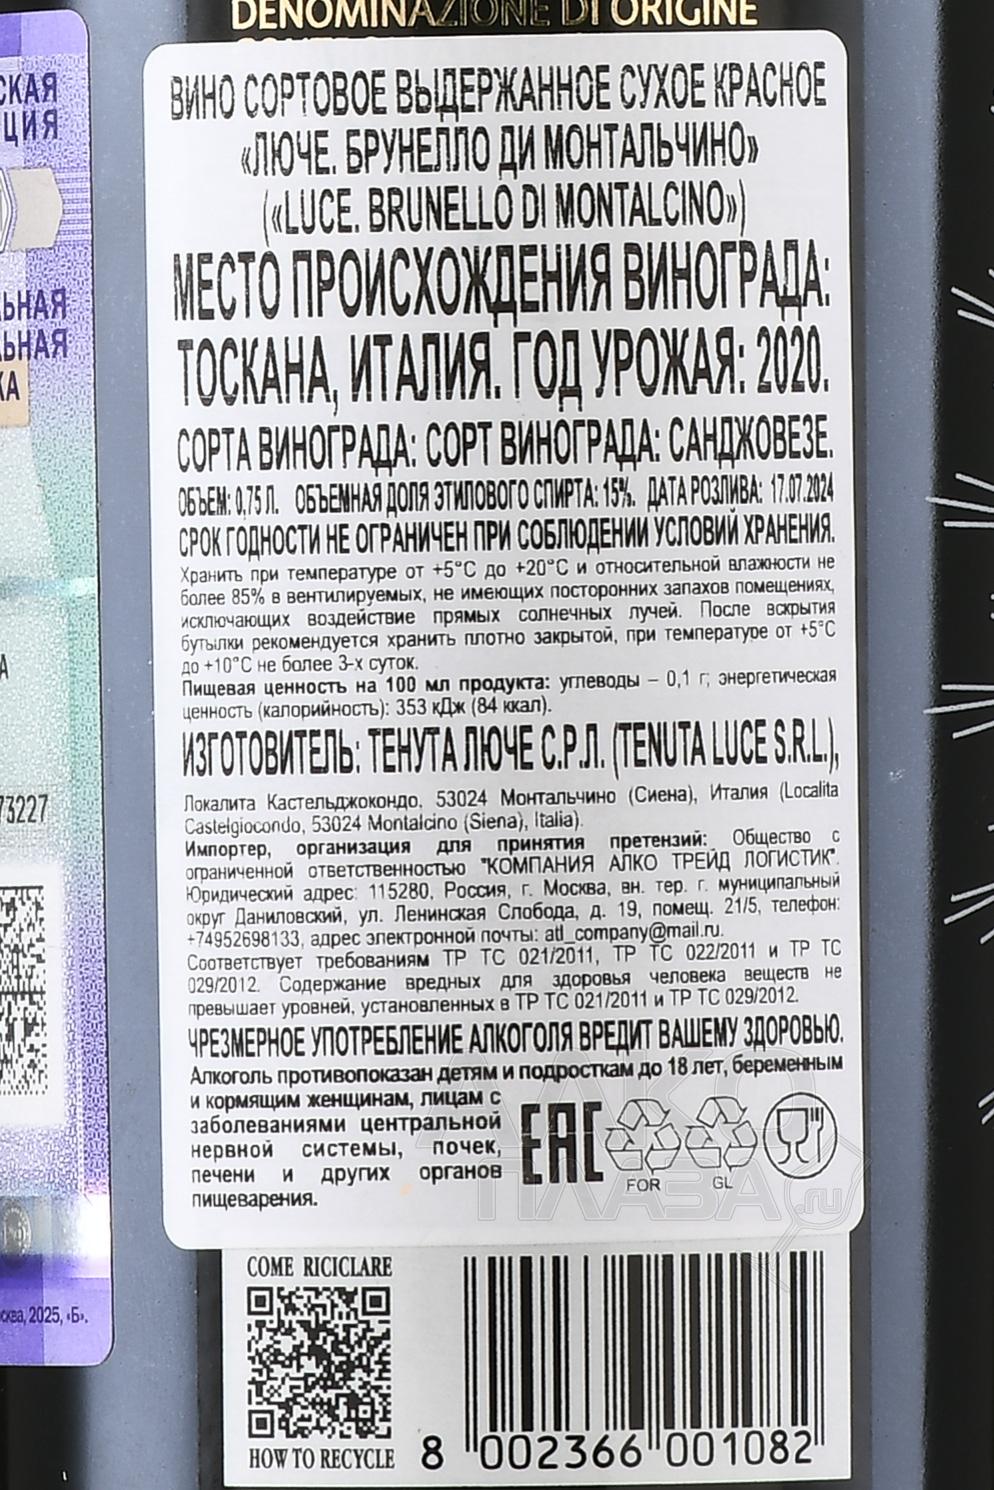 DENOMINAZIONE DI ORIGINE
СКАЯ
ЦИЯ
ЬНАЯ
ЬНАЯ
КА
А
73227
сква, 2025, «Б».
ВИНО СОРТОВОЕ ВЫДЕРЖАННОЕ СУХОЕ КРАСНОЕ
«ЛЮЧЕ. БРУНЕЛЛО ДИ МОНТАЛЬЧИНО»
(«LUCE. BRUNELLO DI MONTALCINO»)
МЕСТО ПРОИСХОЖДЕНИЯ ВИНОГРАДА:
ТОСКАНА, ИТАЛИЯ. ГОД УРОЖАЯ: 2020.
СОРТА ВИНОГРАДА: СОРТ ВИНОГРАДА: САНДЖОВЕЗЕ.
ОБЪЕМ: 0,75 Л. ОБЪЕМНАЯ ДОЛЯ ЭТИЛОВОГО СПИРТА: 15%. ДАТА РОЗЛИВА: 17.07.2024
СРОК ГОДНОСТИ НЕ ОГРАНИЧЕН ПРИ СОБЛЮДЕНИИ УСЛОВИЙ ХРАНЕНИЯ.
Хранить при температуре от +5°С до +20°С и относительной влажности не
более 85% в вентилируемых, не имеющих посторонних запахов помещениях,
исключающих воздействие прямых солнечных лучей. После вскрытия
бутылки рекомендуется хранить плотно закрытой, при температуре от +5°С
до +10°С не более 3-х суток.
Пищевая ценность на 100 мл продукта: углеводы – 0,1 г; энергетическая
ценность (калорийность): 353 кДж (84 ккал).
ИЗГОТОВИТЕЛЬ: ТЕНУТА ЛЮЧЕ С.Р.Л. (TENUTA LUCE S.R.L.),
Локалита Кастельджокондо, 53024 Монтальчино (Сиена), Италия (Localita
Castelgiocondo, 53024 Montalcino (Siena), Italia).
Импортер, организация для принятия претензий: Общество с
ограниченной ответственностью "КОМПАНИЯ АЛКО ТРЕЙД ЛОГИСТИК".
Юридический адрес: 115280, Россия, г. Москва, вн. тер. г. муниципальный
округ Даниловский, ул. Ленинская Слобода, д. 19, помещ. 21/5, телефон:
+74952698133, адрес электронной почты: atl_company@mail.ru.
Соответствует требованиям ТР ТС 021/2011, ТР ТС 022/2011 и ТР ТС
029/2012. Содержание вредных для здоровья человека веществ не
превышает уровней, установленных в ТР ТС 021/2011 и ТР ТС 029/2012.
ЧРЕЗМЕРНОЕ УПОТРЕБЛЕНИЕ АЛКОГОЛЯ ВРЕДИТ ВАШЕМУ ЗДОРОВЬЮ.
Алкоголь противопоказан детям и подросткам до 18 лет, беременным
и кормящим женщинам, лицам с
заболеваниями центральной
нервной системы, почек,
печени и других органов
пищеварения.
EAC
FOR
GL
АЛКО
ПЛАЗА.ru
COME RICICLARE
HOW TO RECYCLE
8 002366 001082